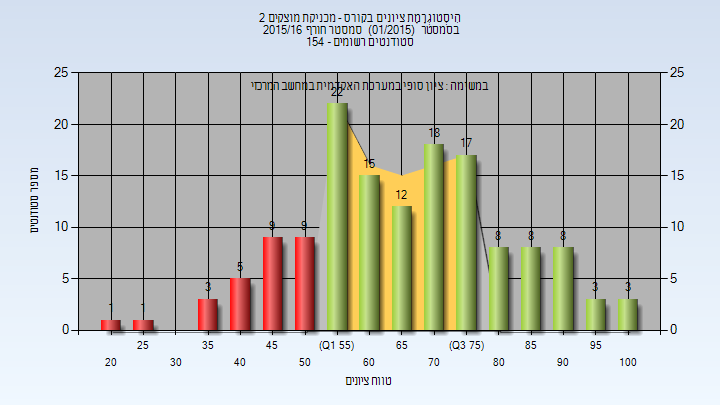 היסטוגרמת ציונים בקורס - מכניקת מוצקים 2
בסמסטר (01/2015) סמסטר חורף 2015/16
סטודנטים רשומים - 154
במשימה : ציון סופי במערכת האקדמית במחשב המרכזי
מספר סטודנטים
25 25
20 20
15 15
10 10
5 5
0 0
1 1 3 5 9 9 22 15 12 18 17 8 8 8 3 3
25 35 45 (Q1 55) 65 (Q3 75) 85 95
20 30 40 50 60 70 80 90 100
טווח ציונים